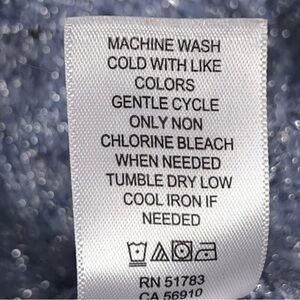 MACHINE WASH
COLD WITH LIKE
COLORS
GENTLE CYCLE
ONLY NON
CHLORINE BLEACH
WHEN NEEDED
TUMBLE DRY LOW
COOL IRON IF
NEEDED
RN 51783
CA 56910